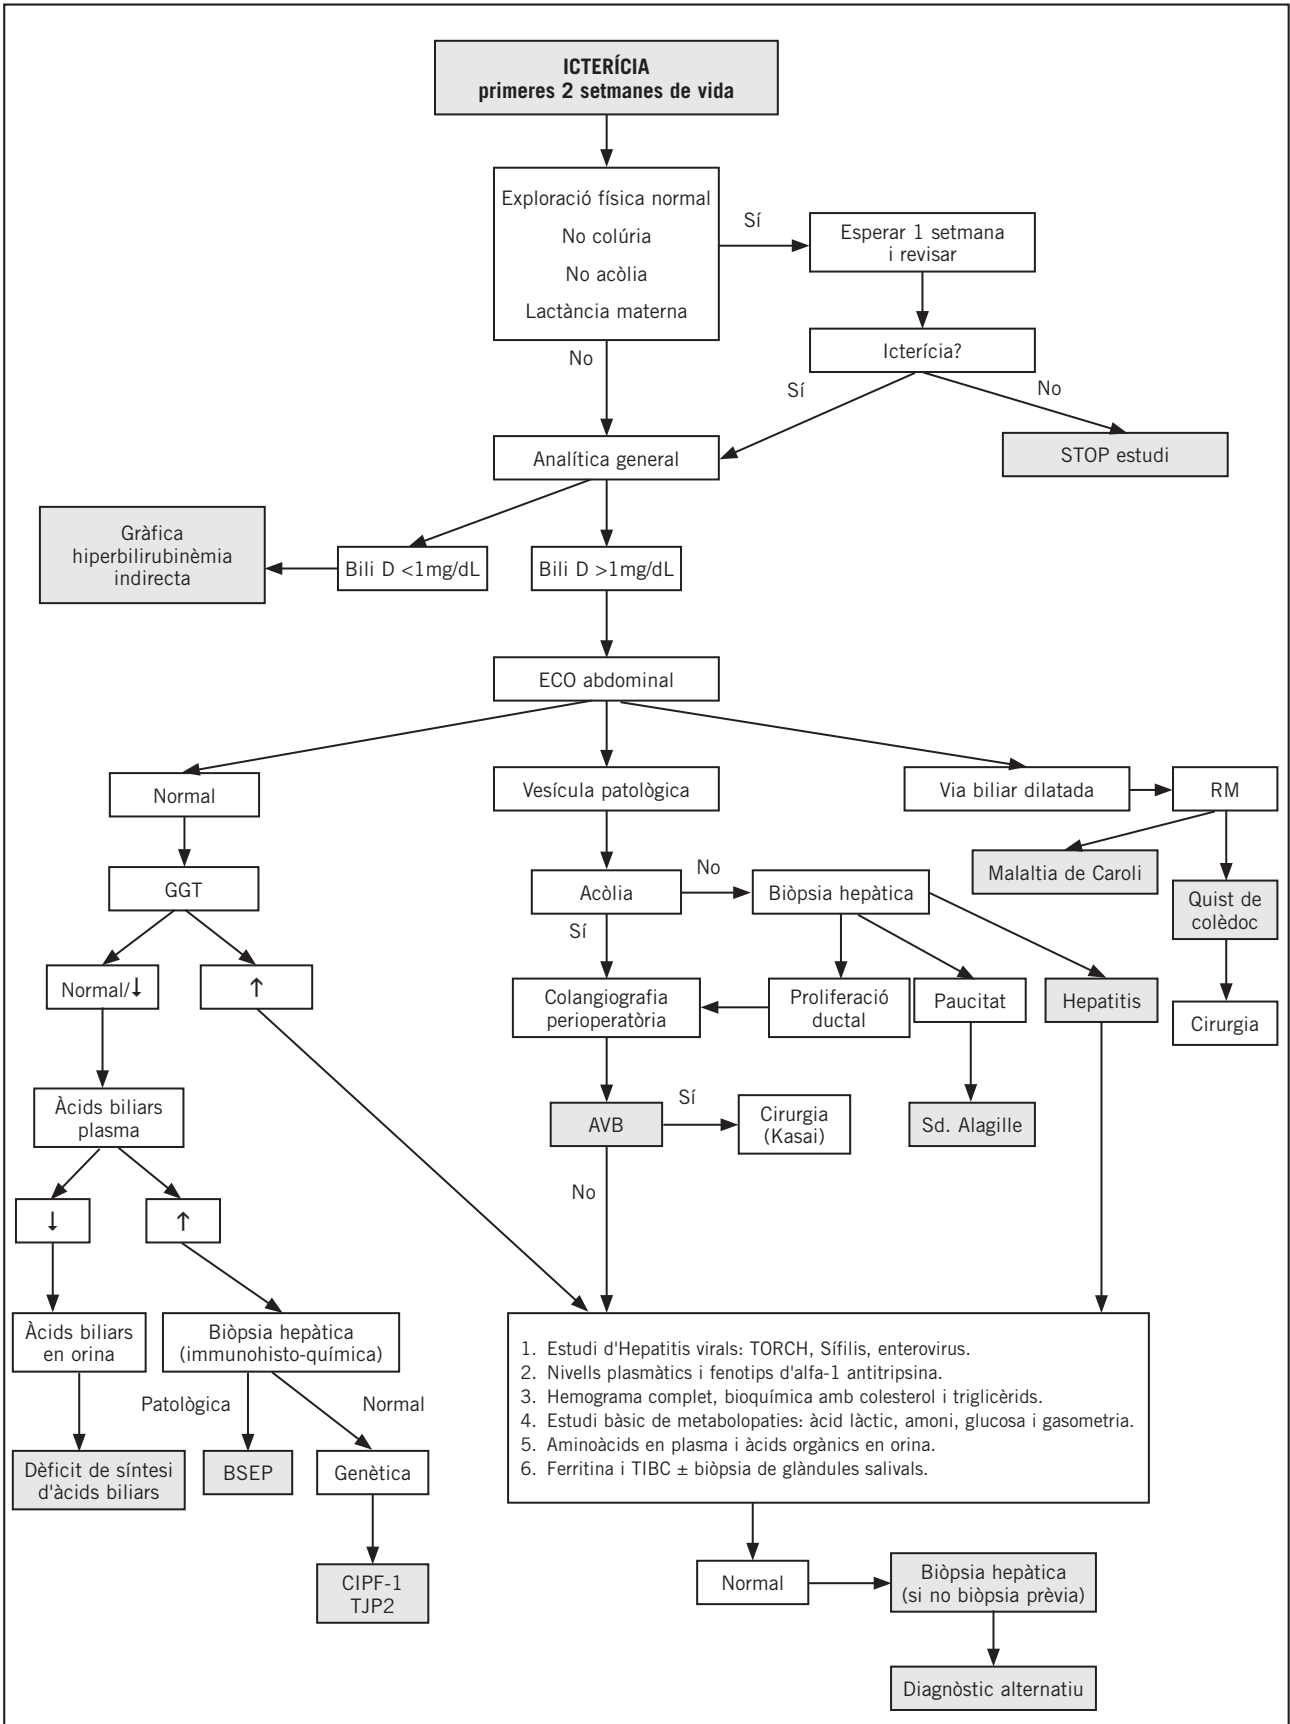 ICTERÍCIA
primeres 2 setmanes de vida
Exploració física normal
No colúria
No acòlia
Lactància materna
Sí
Esperar 1 setmana
i revisar
Icterícia?
No
Sí
No
Analítica general
STOP estudi
Gràfica
hiperbilirubinèmia
indirecta
Bili D <1mg/dL
Bili D >1mg/dL
ECO abdominal
Normal
Vesícula patològica
Via biliar dilatada
RM
GGT
Acòlia
No
Biòpsia hepàtica
Malaltia de Caroli
Quist de
colèdoc
Sí
Normal/↓
↑
Colangiografia
perioperatòria
Proliferació
ductal
Paucitat
Hepatitis
Cirurgia
Àcids biliars
plasma
AVB
Sí
Cirurgia
(Kasai)
Sd. Alagille
No
↓
↑
Àcids biliars
en orina
Biòpsia hepàtica
(immunohisto-química)
Patològica
Normal
Dèficit de síntesi
d'àcids biliars
BSEP
Genètica
CIPF-1
TJP2
1. Estudi d'Hepatitis virals: TORCH, Sífilis, enterovirus.
2. Nivells plasmàtics i fenotips d'alfa-1 antitripsina.
3. Hemograma complet, bioquímica amb colesterol i triglicèrids.
4. Estudi bàsic de metabolopaties: àcid làctic, amoni, glucosa i gasometria.
5. Aminoàcids en plasma i àcids orgànics en orina.
6. Ferritina i TIBC ± biòpsia de glàndules salivals.
Normal
Biòpsia hepàtica
(si no biòpsia prèvia)
Diagnòstic alternatiu